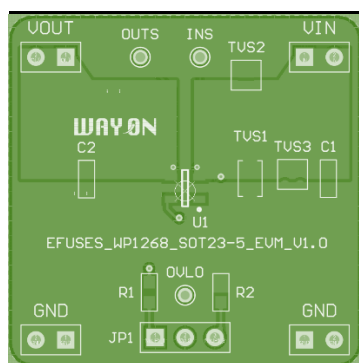 VOUT OUTS INS VIN
TVS2
WAYON
C2 TVS1 TVS3 C1
U1
EFUSES_WP1268_SOT23-5_EVM_V1.0
OVLO
R1 R2
GND GND
JP1